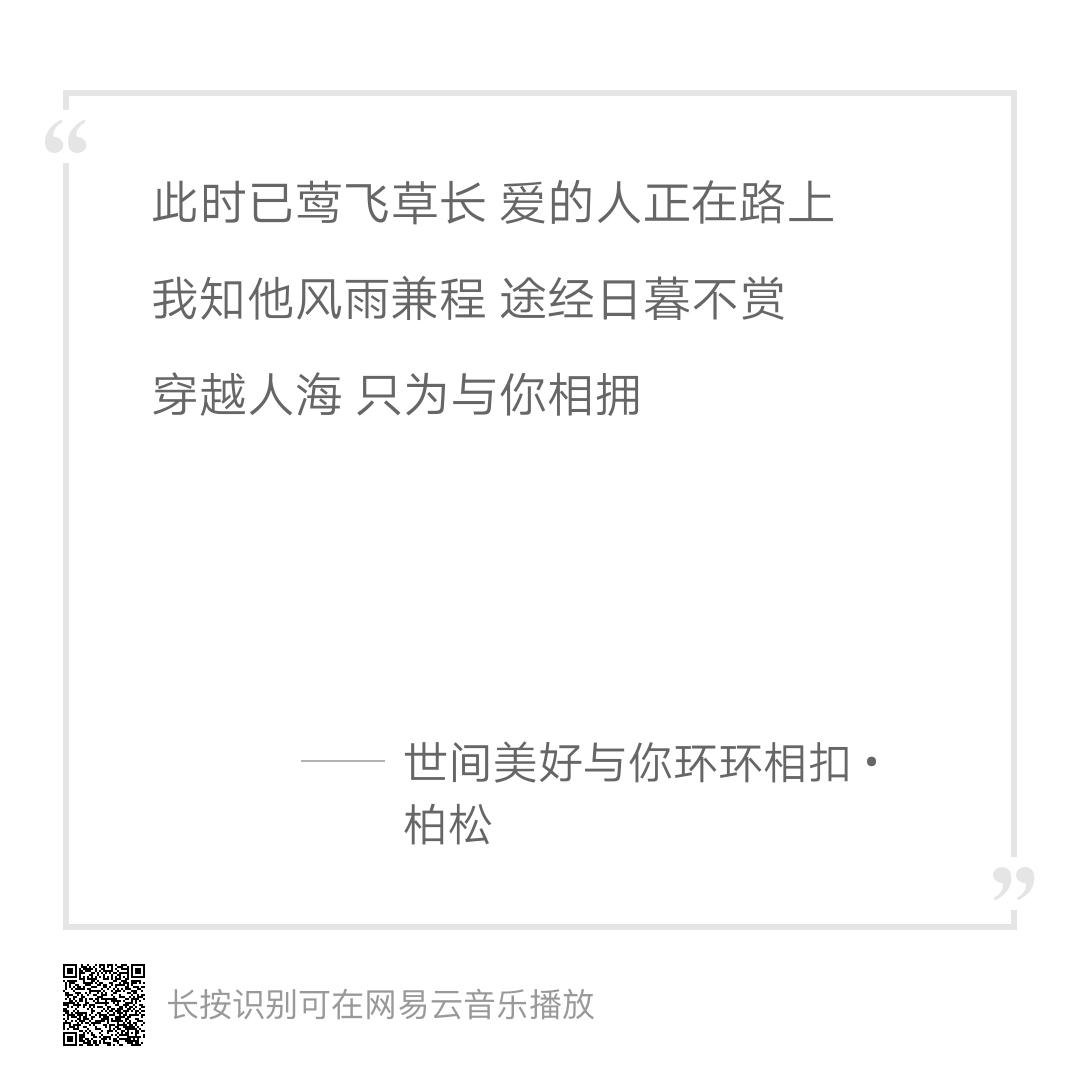 “
此时已莺飞草长 爱的人正在路上
我知他风雨兼程 途经日暮不赏
穿越人海 只为与你相拥
—— 世间美好与你环环相扣 •
柏松
”
长按识别可在网易云音乐播放